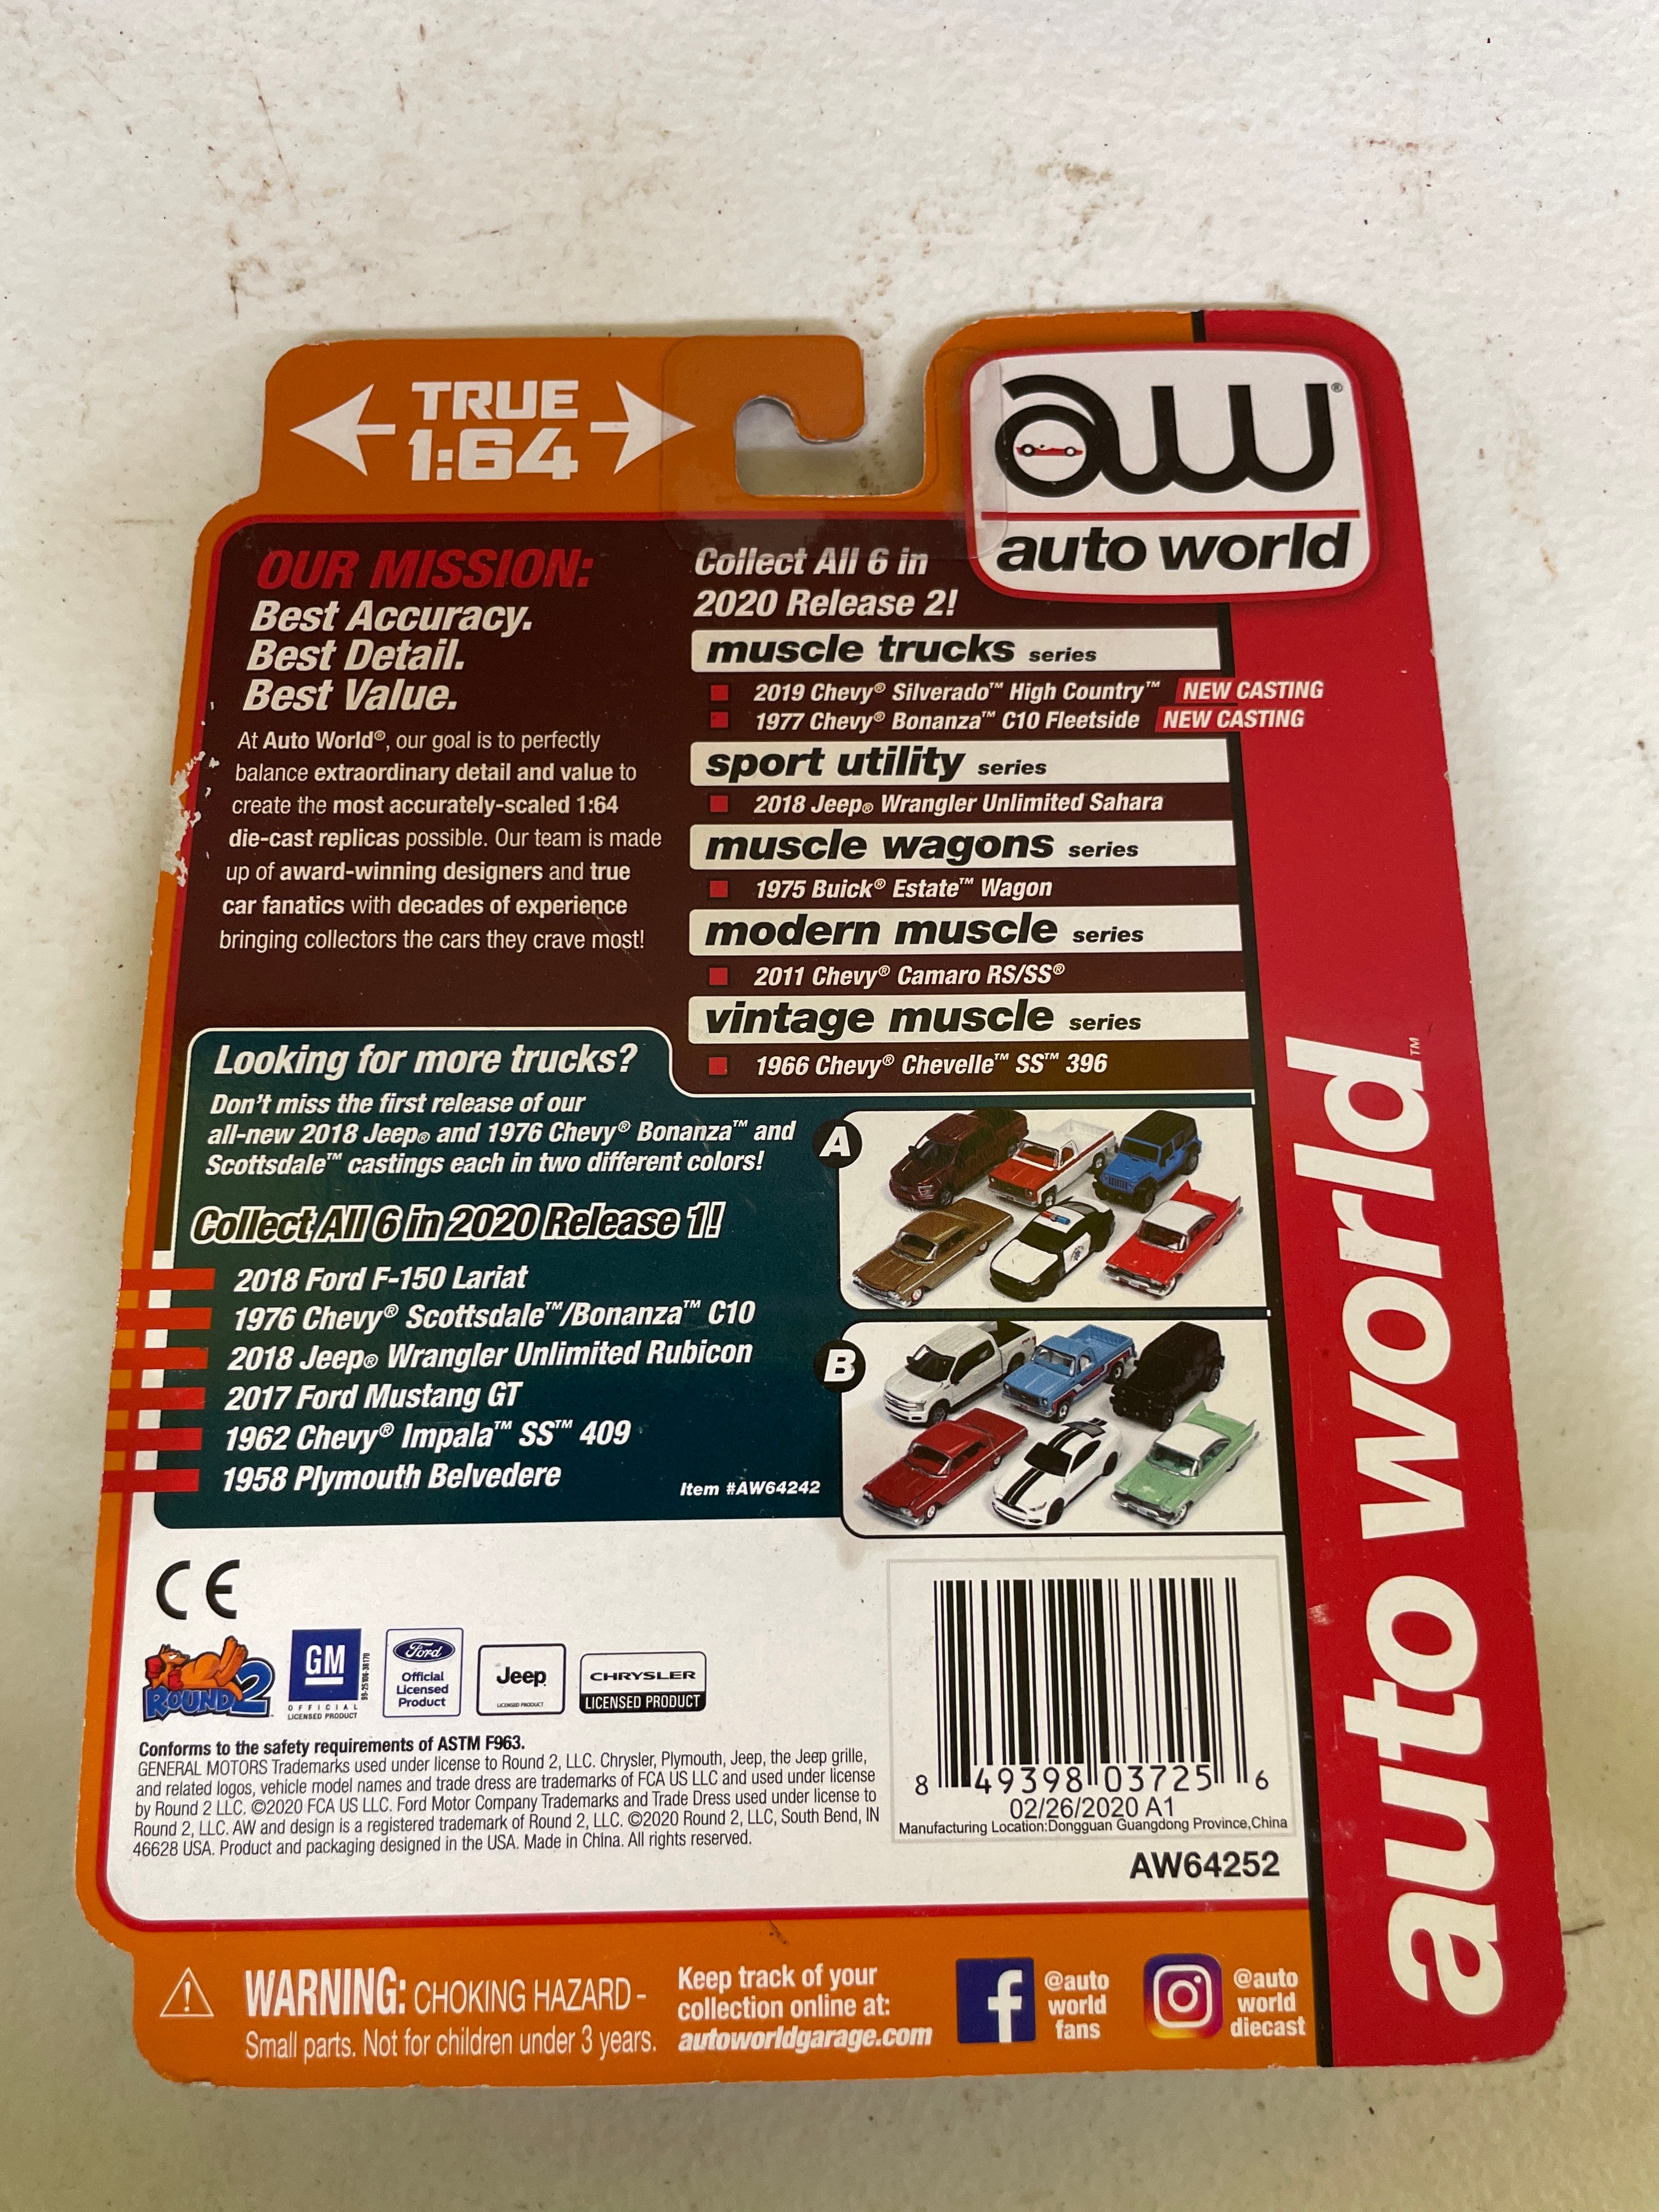 TRUE
1:64
aw®
auto world
OUR MISSION:
Best Accuracy.
Best Detail.
Best Value.
At Auto World®, our goal is to perfectly
balance extraordinary detail and value to
create the most accurately-scaled 1:64
die-cast replicas possible. Our team is made
up of award-winning designers and true
car fanatics with decades of experience
bringing collectors the cars they crave most!
Collect All 6 in
2020 Release 2!
muscle trucks series
2019 Chevy® Silverado™ High Country™ NEW CASTING
1977 Chevy® Bonanza™ C10 Fleetside NEW CASTING
sport utility series
2018 Jeep® Wrangler Unlimited Sahara
muscle wagons series
1975 Buick® Estate™ Wagon
modern muscle series
2011 Chevy® Camaro RS/SS®
vintage muscle series
1966 Chevy® Chevelle™ SS™ 396
Looking for more trucks?
Don't miss the first release of our
all-new 2018 Jeep® and 1976 Chevy® Bonanza™ and
Scottsdale™ castings each in two different colors!
Collect All 6 in 2020 Release 1!
2018 Ford F-150 Lariat
1976 Chevy® Scottsdale™/Bonanza™ C10
2018 Jeep® Wrangler Unlimited Rubicon
2017 Ford Mustang GT
1962 Chevy® Impala™ SS™ 409
1958 Plymouth Belvedere
Item #AW64242
A
B
auto world™
CE
ROUND 2
GM
OFFICIAL
LICENSED PRODUCT
Ford
Official
Licensed
Product
Jeep
LICENSED PRODUCT
CHRYSLER
LICENSED PRODUCT
Conforms to the safety requirements of ASTM F963.
GENERAL MOTORS Trademarks used under license to Round 2, LLC. Chrysler, Plymouth, Jeep, the Jeep grille,
and related logos, vehicle model names and trade dress are trademarks of FCA US LLC and used under license
by Round 2 LLC. ©2020 FCA US LLC. Ford Motor Company Trademarks and Trade Dress used under license to
Round 2, LLC. AW and design is a registered trademark of Round 2, LLC. ©2020 Round 2, LLC, South Bend, IN
46628 USA. Product and packaging designed in the USA. Made in China. All rights reserved.
8 49398 03725 6
02/26/2020 A1
Manufacturing Location:Dongguan Guangdong Province,China
AW64252
WARNING: CHOKING HAZARD -
Small parts. Not for children under 3 years.
Keep track of your
collection online at:
autoworldgarage.com
@auto
world
fans
@auto
world
diecast